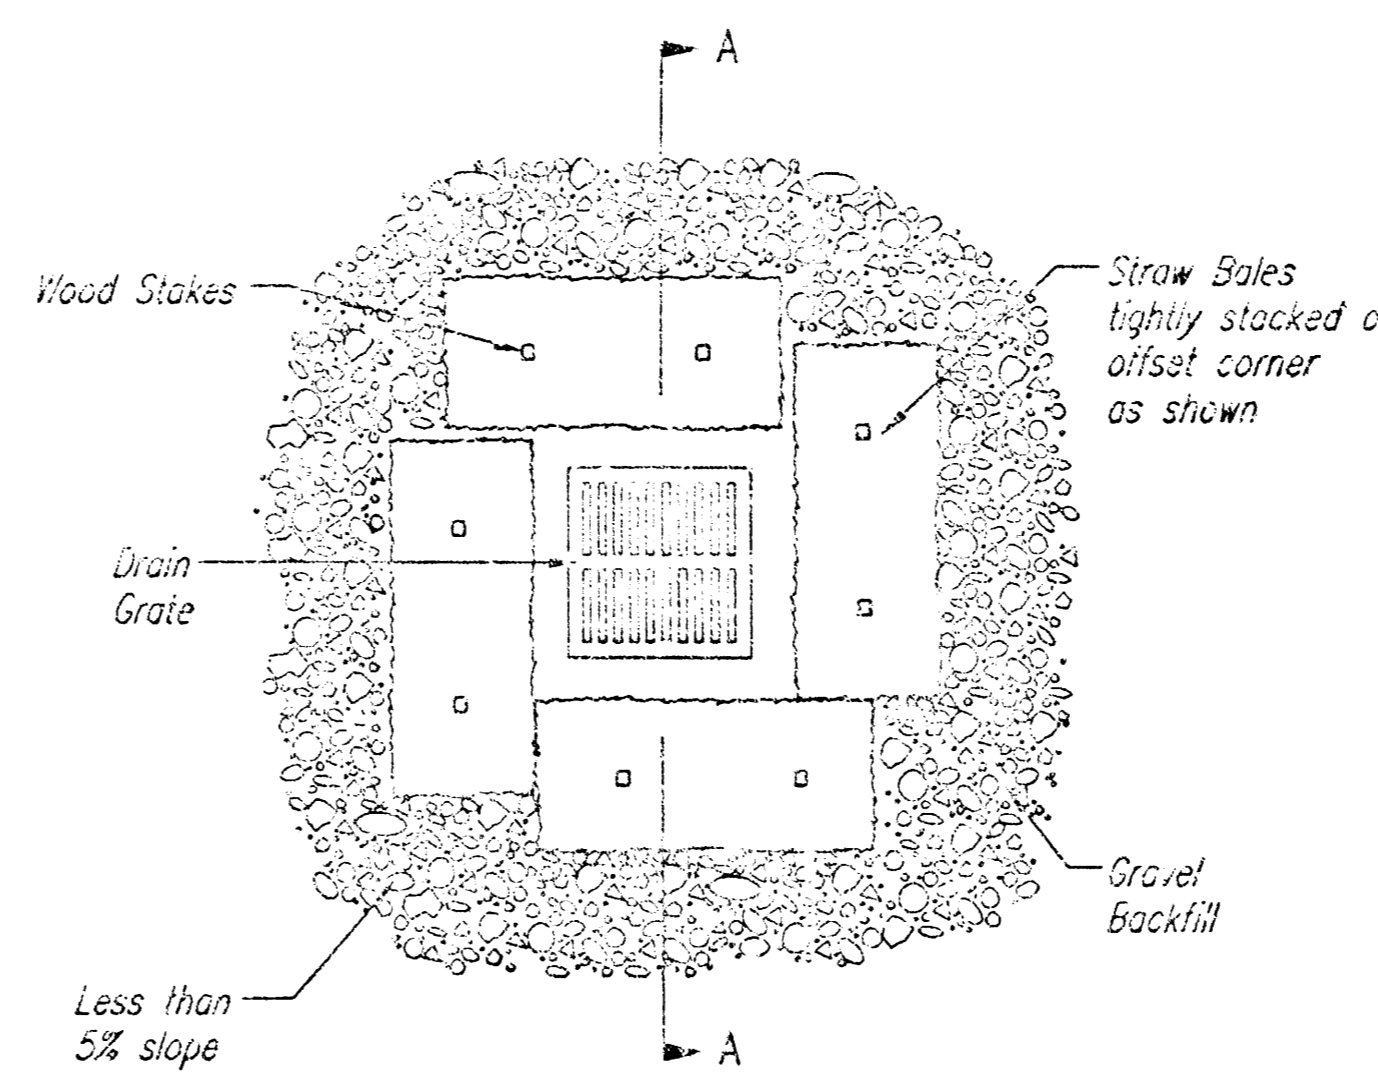 A
Wood Stakes
Straw Bales
tightly stacked
offset corner
as shown
Drain
Grate
Gravel
Backfill
Less than
5% slope
A